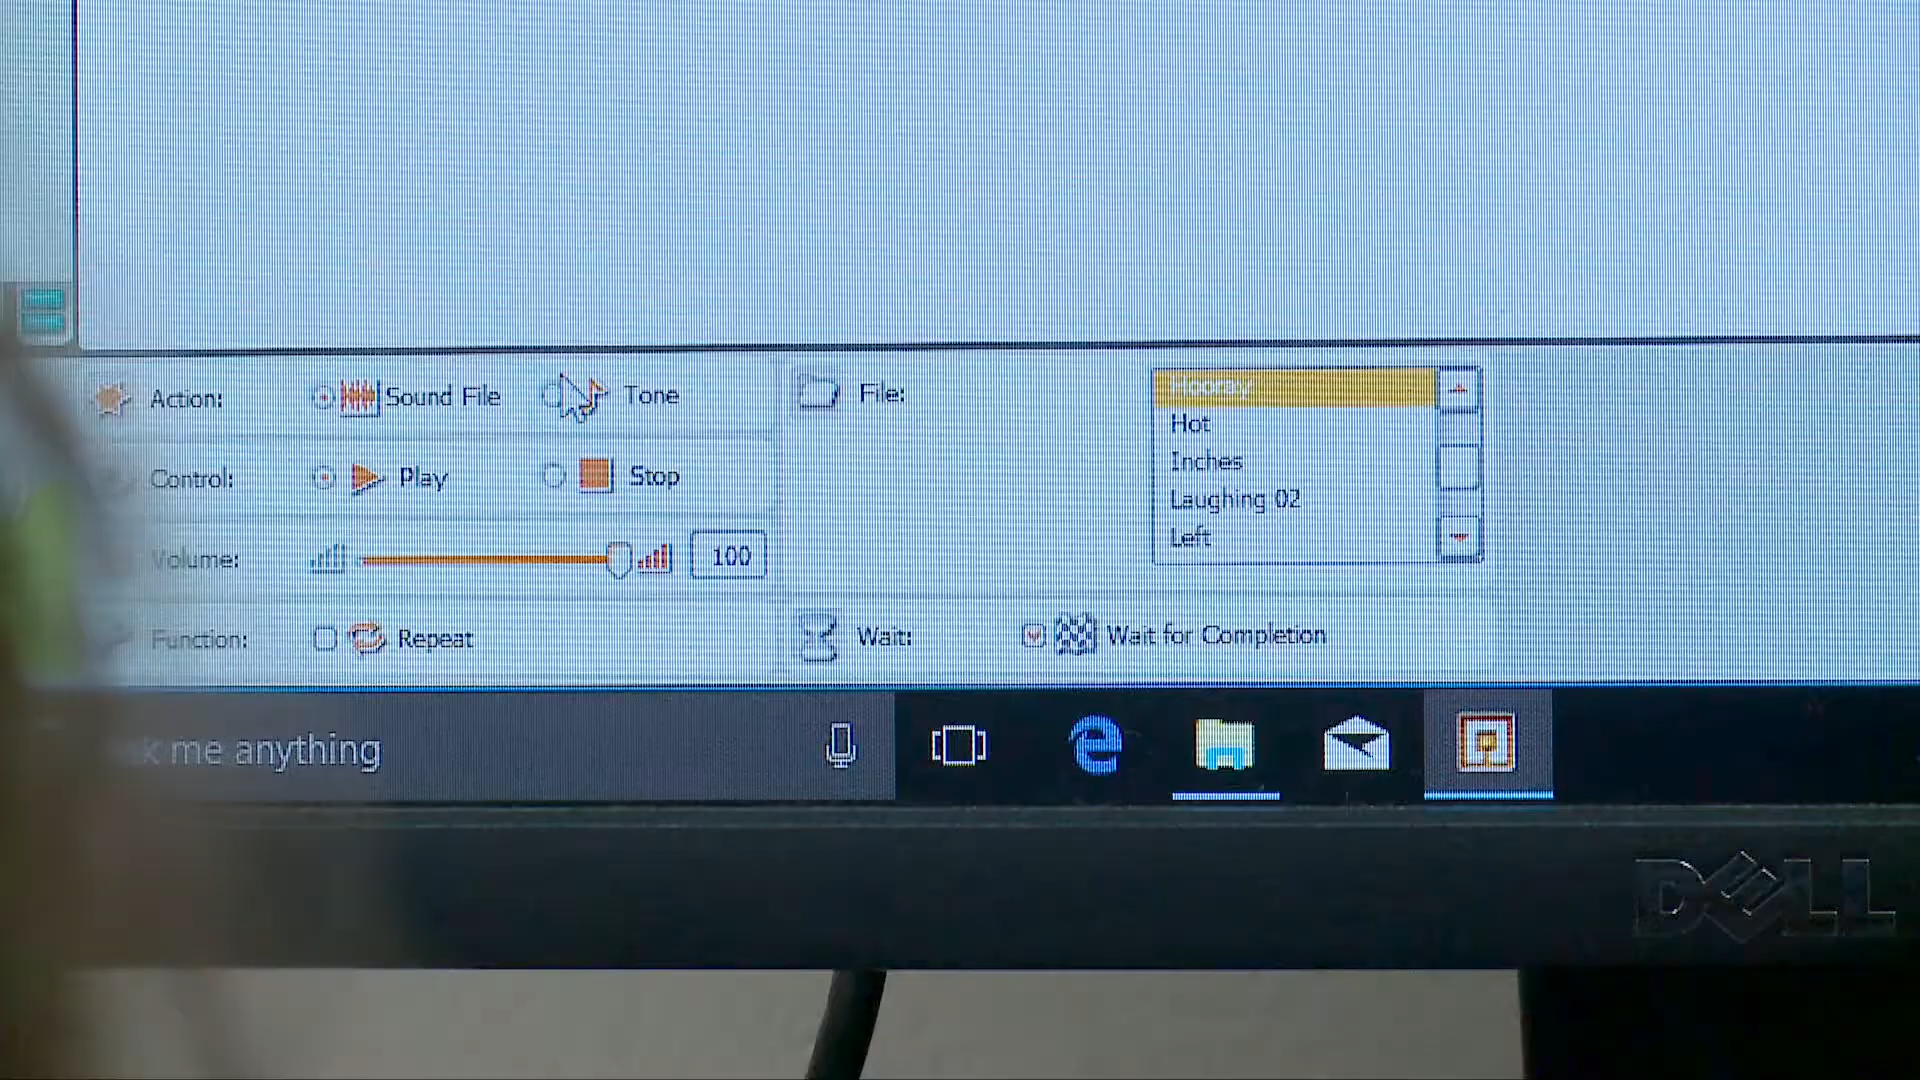 Action: Sound File Tone File:
Hooray
Hot
Inches
Laughing 02
Left
Control: Play Stop
Volume: 100
Function: Repeat Wait: Wait for Completion
k me anything
DELL